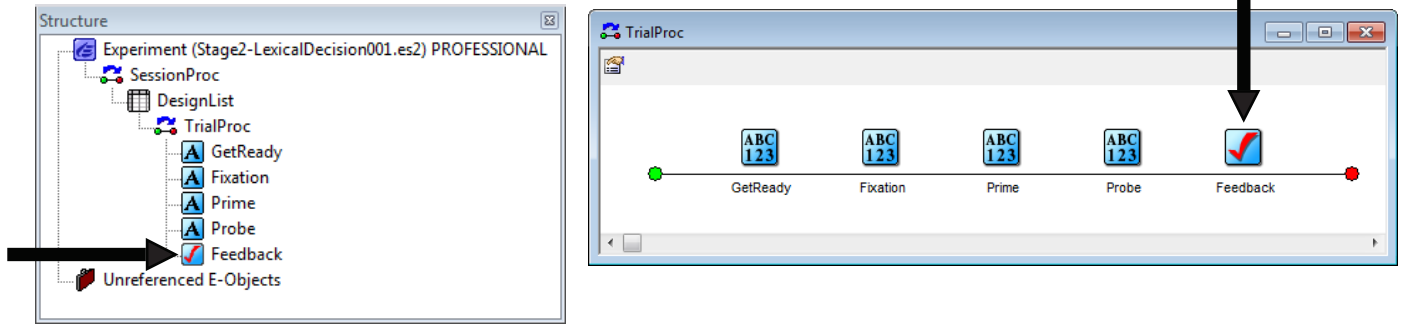 Structure
Experiment (Stage2-LexicalDecision001.es2) PROFESSIONAL
SessionProc
DesignList
TrialProc
A GetReady
A Fixation
A Prime
A Probe
Feedback
Unreferenced E-Objects
TrialProc
ABC ABC ABC ABC
123 123 123 123
GetReady Fixation Prime Probe Feedback